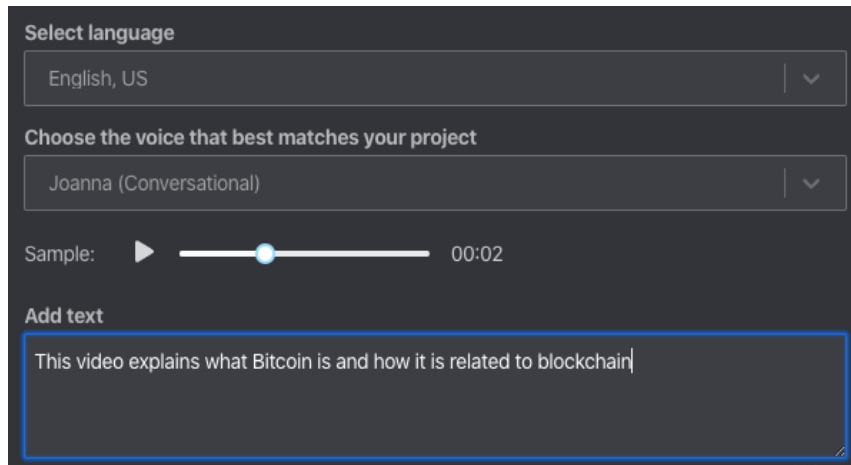 Select language
English, US
Choose the voice that best matches your project
Joanna (Conversational)
Sample: 00:02
Add text
This video explains what Bitcoin is and how it is related to blockchain